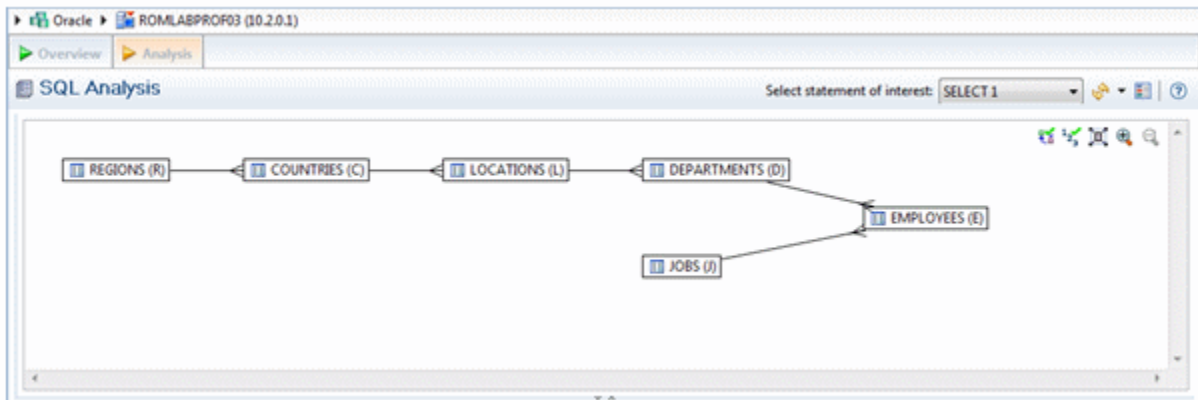 Oracle ROMLABPROF03 (10.2.0.1)
Overview Analysis
SQL Analysis Select statement of interest: SELECT 1
REGIONS (R) COUNTRIES (C) LOCATIONS (L) DEPARTMENTS (D)
EMPLOYEES (E)
JOBS (J)